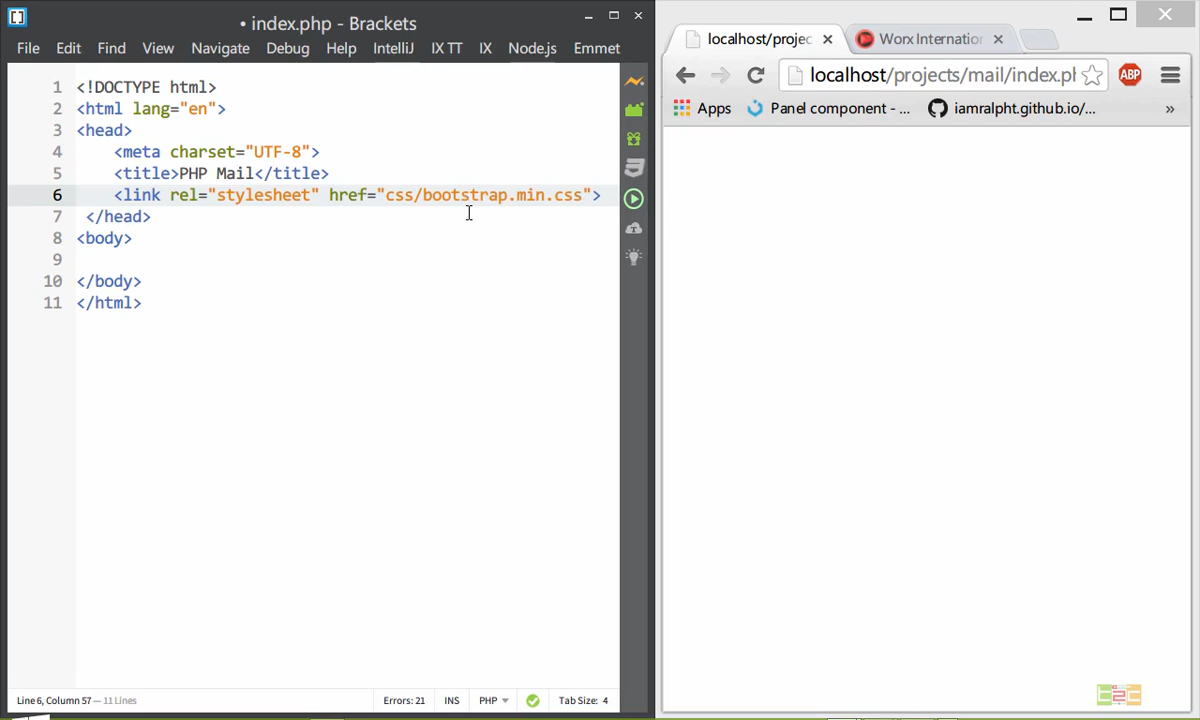 • index.php - Brackets
File Edit Find View Navigate Debug Help IntelliJ IX TT IX Node.js Emmet
1 <!DOCTYPE html>
2 <html lang="en">
3 <head>
4 <meta charset="UTF-8">
5 <title>PHP Mail</title>
6 <link rel="stylesheet" href="css/bootstrap.min.css">
7 </head>
8 <body>
9
10 </body>
11 </html>
Line 6, Column 57 — 11 Lines
Errors: 21 INS PHP Tab Size: 4
localhost/projec
Worx Internation
localhost/projects/mail/index.ph
ABP
Apps Panel component - ... iamralpht.github.io/... »